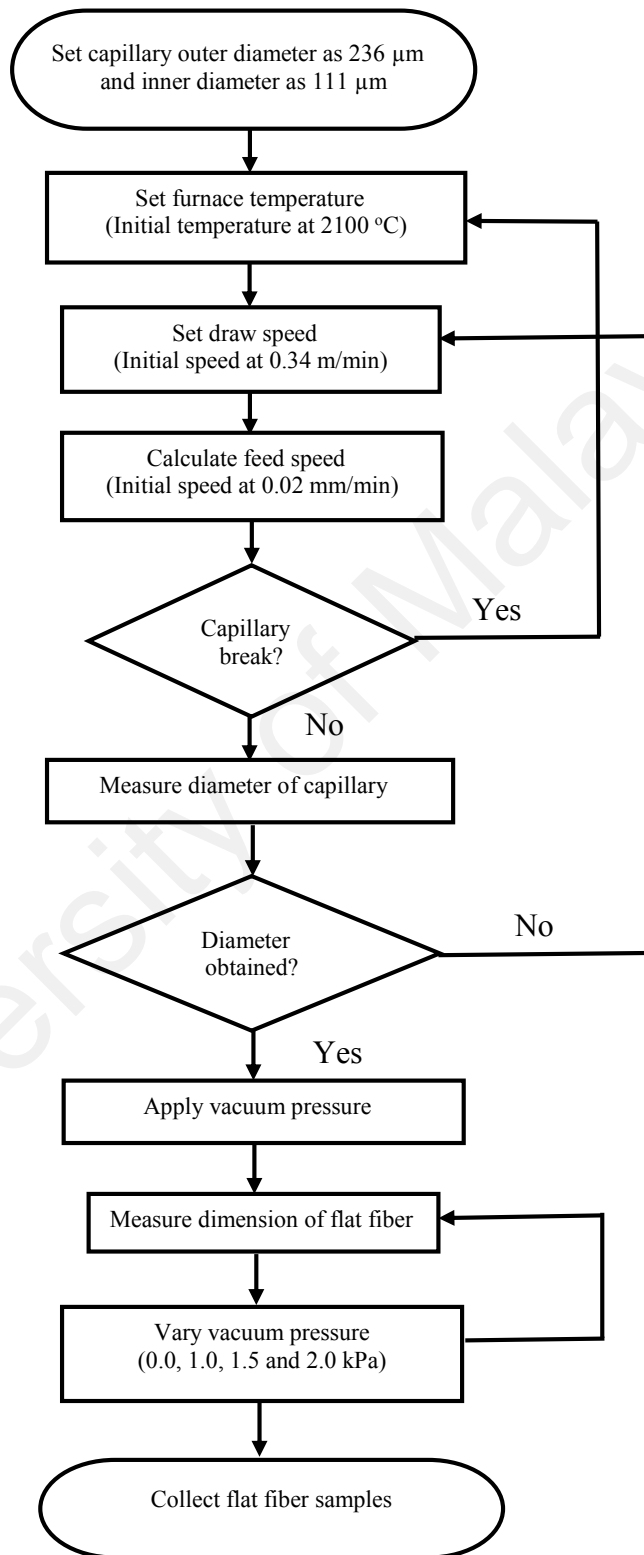 Set capillary outer diameter as 236 µm
and inner diameter as 111 µm
Set furnace temperature
(Initial temperature at 2100 ºC)
Set draw speed
(Initial speed at 0.34 m/min)
Calculate feed speed
(Initial speed at 0.02 mm/min)
Capillary
break?
Yes
No
Measure diameter of capillary
Diameter
obtained?
No
Yes
Apply vacuum pressure
Measure dimension of flat fiber
Vary vacuum pressure
(0.0, 1.0, 1.5 and 2.0 kPa)
Collect flat fiber samples
ersity of Malay